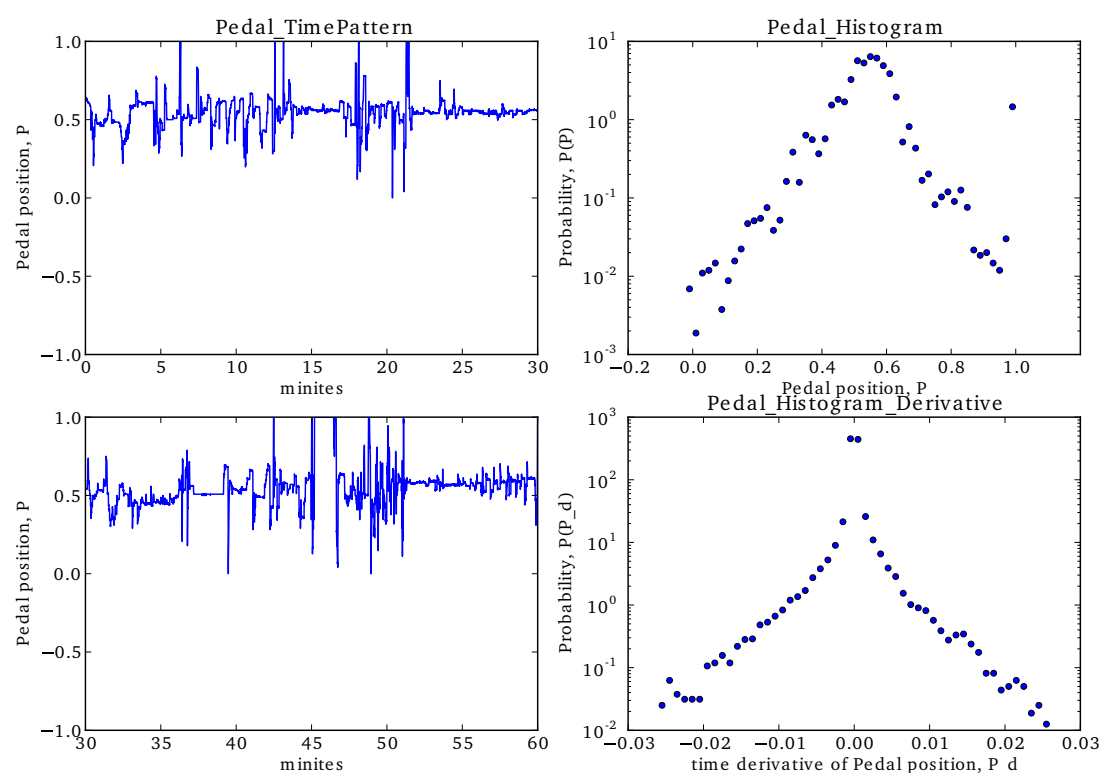 Pedal_TimePattern
1.0
0.5
0.0
−0.5
−1.0
Pedal position, P
0 5 10 15 20 25 30
minites
Pedal_Histogram
10^1
10^0
10^-1
10^-2
10^-3
Probability, P(P)
−0.2 0.0 0.2 0.4 0.6 0.8 1.0
Pedal position, P
1.0
0.5
0.0
−0.5
−1.0
Pedal position, P
30 35 40 45 50 55 60
minites
Pedal_Histogram_Derivative
10^3
10^2
10^1
10^0
10^-1
10^-2
Probability, P(P_d)
−0.03 −0.02 −0.01 0.00 0.01 0.02 0.03
time derivative of Pedal position, P_d